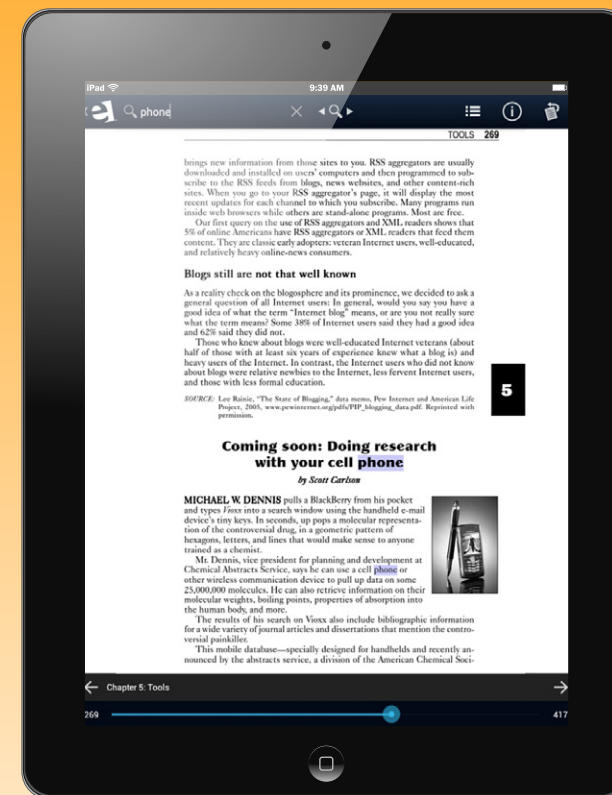 iPad 9:39 AM
phone
TOOLS 269
brings new information from those sites to you. RSS aggregators are usually
downloaded and installed on users' computers and then programmed to sub-
scribe to the RSS feeds from blogs, news websites, and other content-rich
sites. When you go to your RSS aggregator's page, it will display the most
recent updates for each channel to which you subscribe. Many programs run
inside web browsers while others are stand-alone programs. Most are free.
Our first query on the use of RSS aggregators and XML readers shows that
5% of online Americans have RSS aggregators or XML readers that feed them
content. They are classic early adopters: veteran Internet users, well-educated,
and relatively heavy online-news consumers.
Blogs still are not that well known
As a reality check on the blogosphere and its prominence, we decided to ask a
general question of all Internet users: In general, would you say you have a
good idea of what the term "Internet blog" means, or are you not really sure
what the term means? Some 38% of Internet users said they had a good idea
and 62% said they did not.
Those who knew about blogs were well-educated Internet veterans (about
half of those with at least six years of experience knew what a blog is) and
heavy users of the Internet. In contrast, the Internet users who did not know
about blogs were relative newbies to the Internet, less fervent Internet users,
and those with less formal education.
SOURCE: Lee Rainie, "The State of Blogging," data memo, Pew Internet and American Life
Project, 2005, www.pewinternet.org/pdfs/PIP_blogging_data.pdf. Reprinted with
permission.
5
Coming soon: Doing research
with your cell phone
by Scott Carlson
MICHAEL W. DENNIS pulls a BlackBerry from his pocket
and types Vioxx into a search window using the handheld e-mail
device's tiny keys. In seconds, up pops a molecular representa-
tion of the controversial drug, in a geometric pattern of
hexagons, letters, and lines that would make sense to anyone
trained as a chemist.
Mr. Dennis, vice president for planning and development at
Chemical Abstracts Service, says he can use a cell phone or
other wireless communication device to pull up data on some
25,000,000 molecules. He can also retrieve information on their
molecular weights, boiling points, properties of absorption into
the human body, and more.
The results of his search on Vioxx also include bibliographic information
for a wide variety of journal articles and dissertations that mention the contro-
versial painkiller.
This mobile database—specially designed for handhelds and recently an-
nounced by the abstracts service, a division of the American Chemical Soci-
Chapter 5: Tools
269 417